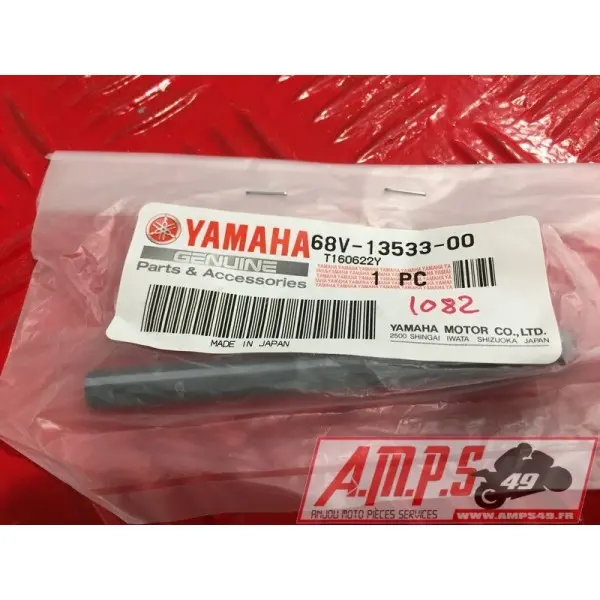 YAMAHA 68V-13533-00
GENUINE T160622Y
Parts & Accessories 1 PC
1082
YAMAHA MOTOR CO.,LTD.
2500 SHINGAI IWATA SHIZUOKA, JAPAN
MADE IN JAPAN
A.M.P.S 49
ANJOU MOTO PIÈCES SERVICES
WWW.AMPS49.FR